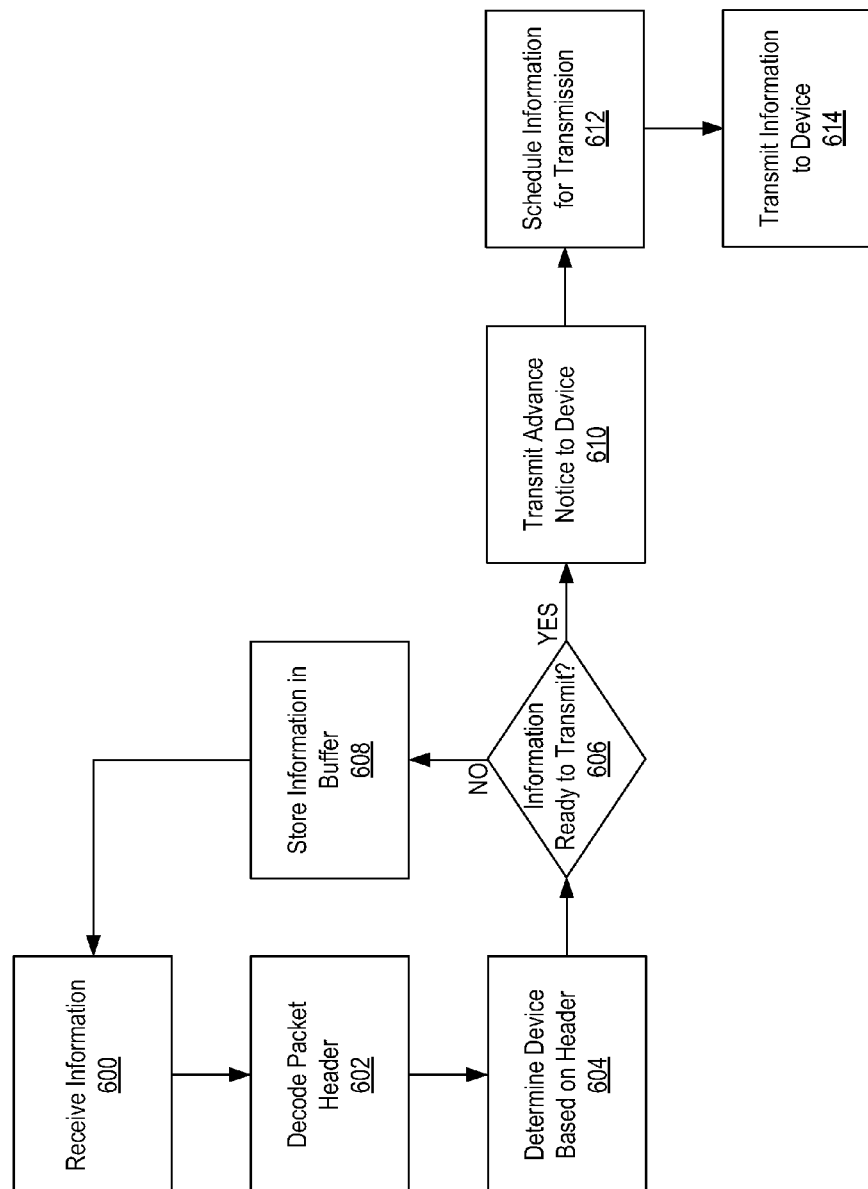 Receive Information
600
Decode Packet
Header
602
Determine Device
Based on Header
604
Information
Ready to Transmit?
606
NO
YES
Store Information in
Buffer
608
Transmit Advance
Notice to Device
610
Schedule Information
for Transmission
612
Transmit Information
to Device
614